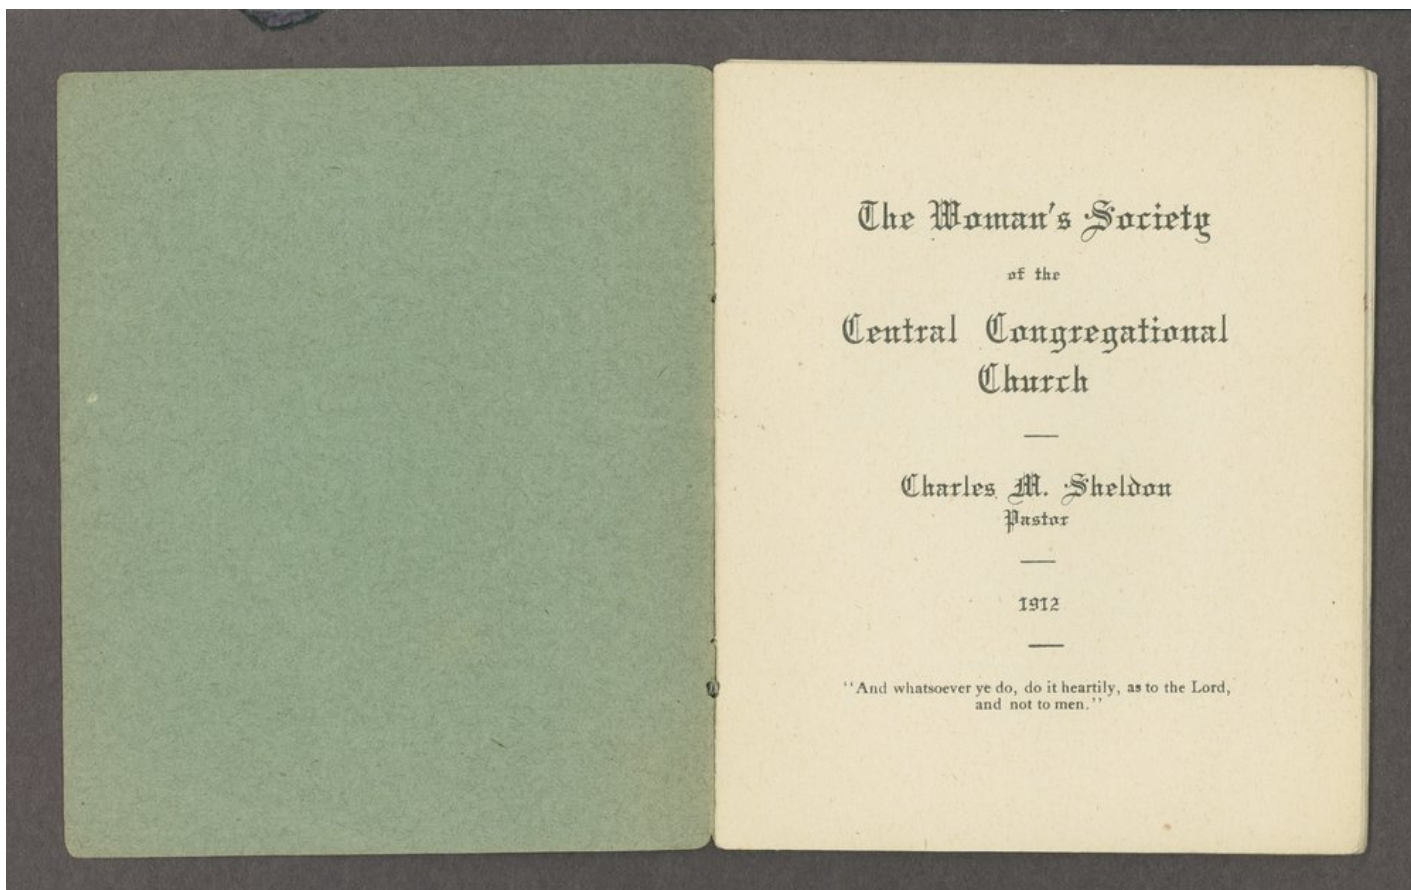 The Woman's Society
of the
Central Congregational
Church
Charles M. Sheldon
Pastor
1912
"And whatsoever ye do, do it heartily, as to the Lord,
and not to men."